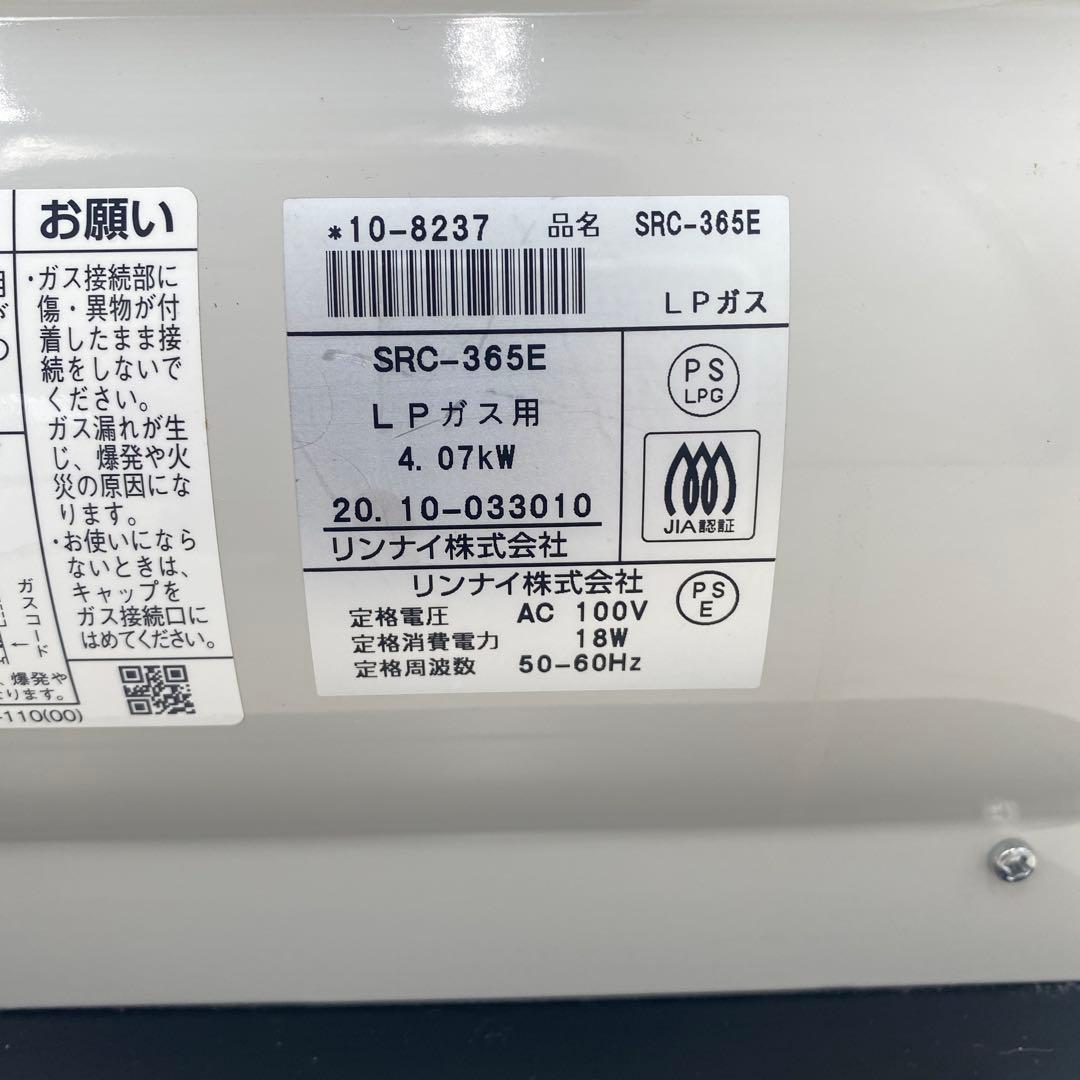 お願い
・ガス接続部に
傷・異物が付
着したまま接
続をしないで
ください。
ガス漏れが生
じ、爆発や火
災の原因にな
ります。
・お使いになら
ないときは、
キャップを
ガス接続口に
はめてください。
ガスコード
、爆発や
ります。
-110(00)
*10-8237 品名 SRC-365E
LPガス
SRC-365E
LPガス用
4.07kW
20.10-033010
リンナイ株式会社
PS
LPG
JIA認証
リンナイ株式会社
定格電圧 AC 100V
定格消費電力 18W
定格周波数 50-60Hz
PS
E